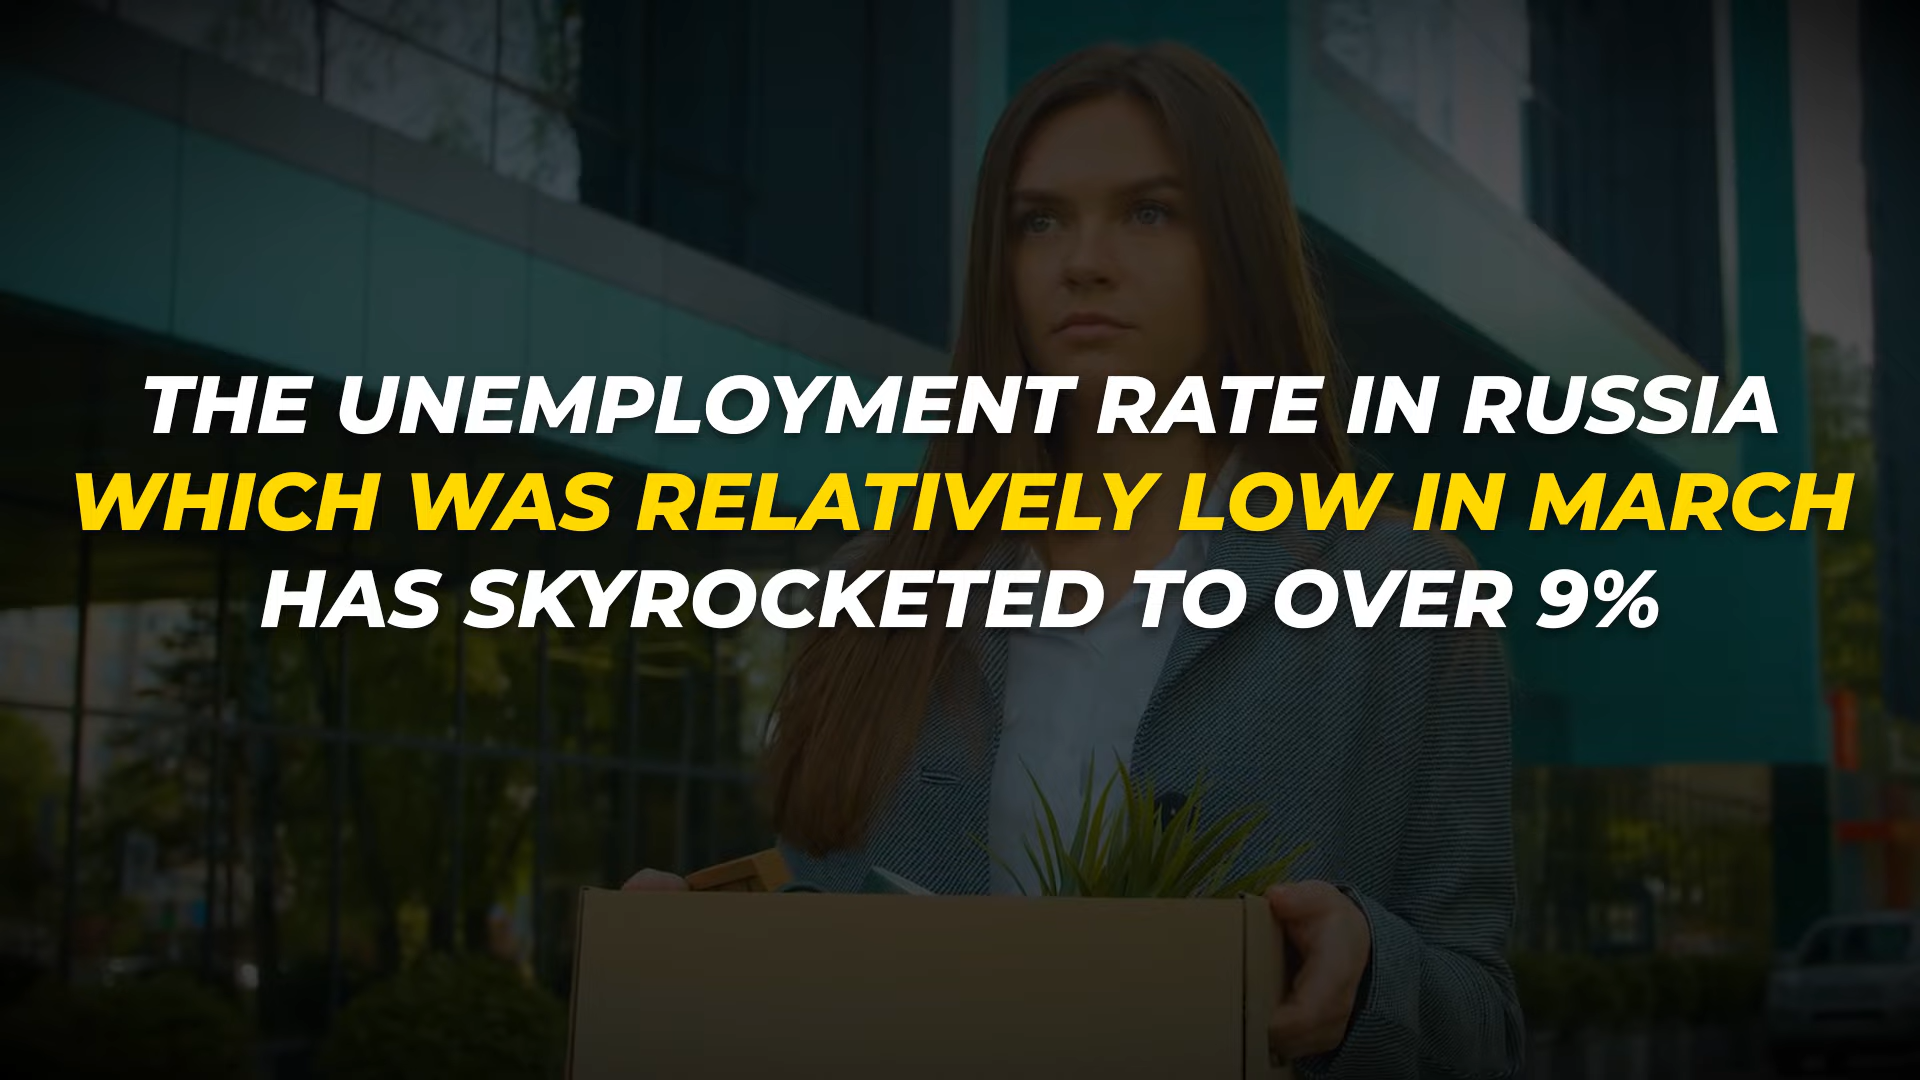 THE UNEMPLOYMENT RATE IN RUSSIA
WHICH WAS RELATIVELY LOW IN MARCH
HAS SKYROCKETED TO OVER 9%